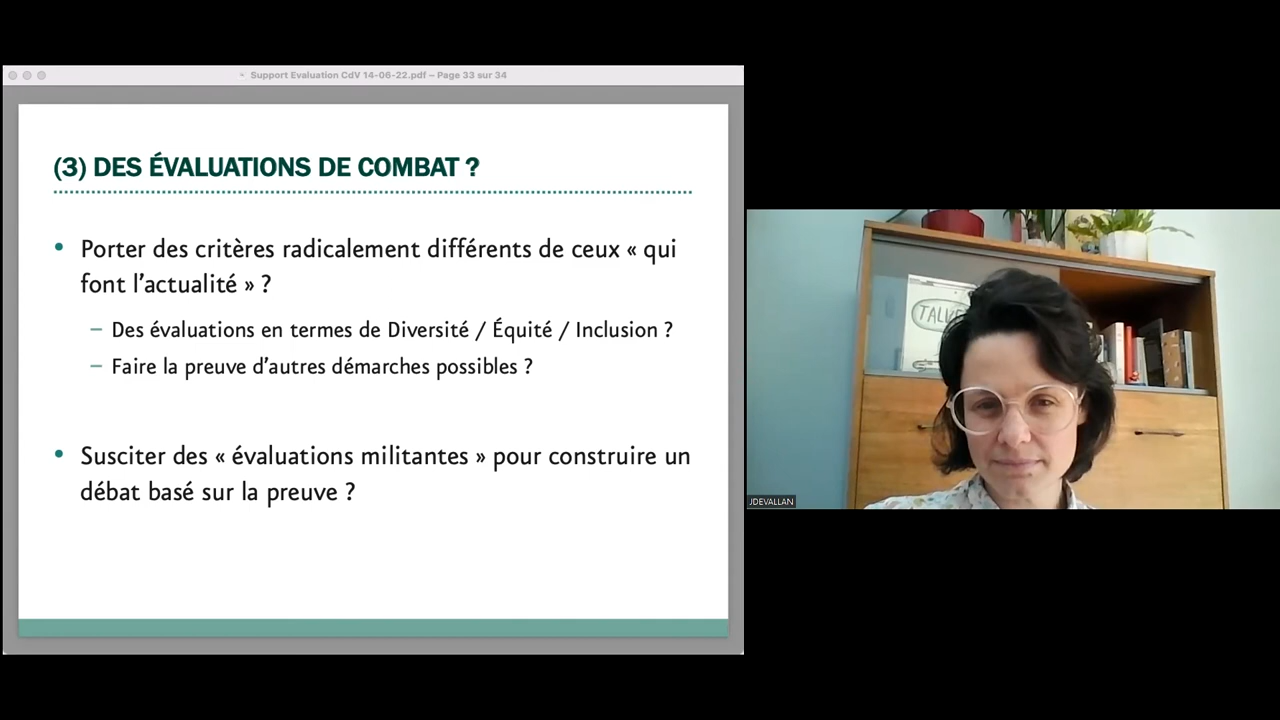 Support Evaluation CdV 14-06-22.pdf – Page 33 sur 34
(3) DES ÉVALUATIONS DE COMBAT ?
• Porter des critères radicalement différents de ceux « qui
font l’actualité » ?
– Des évaluations en termes de Diversité / Équité / Inclusion ?
– Faire la preuve d’autres démarches possibles ?
• Susciter des « évaluations militantes » pour construire un
débat basé sur la preuve ?
JDEVALLAN